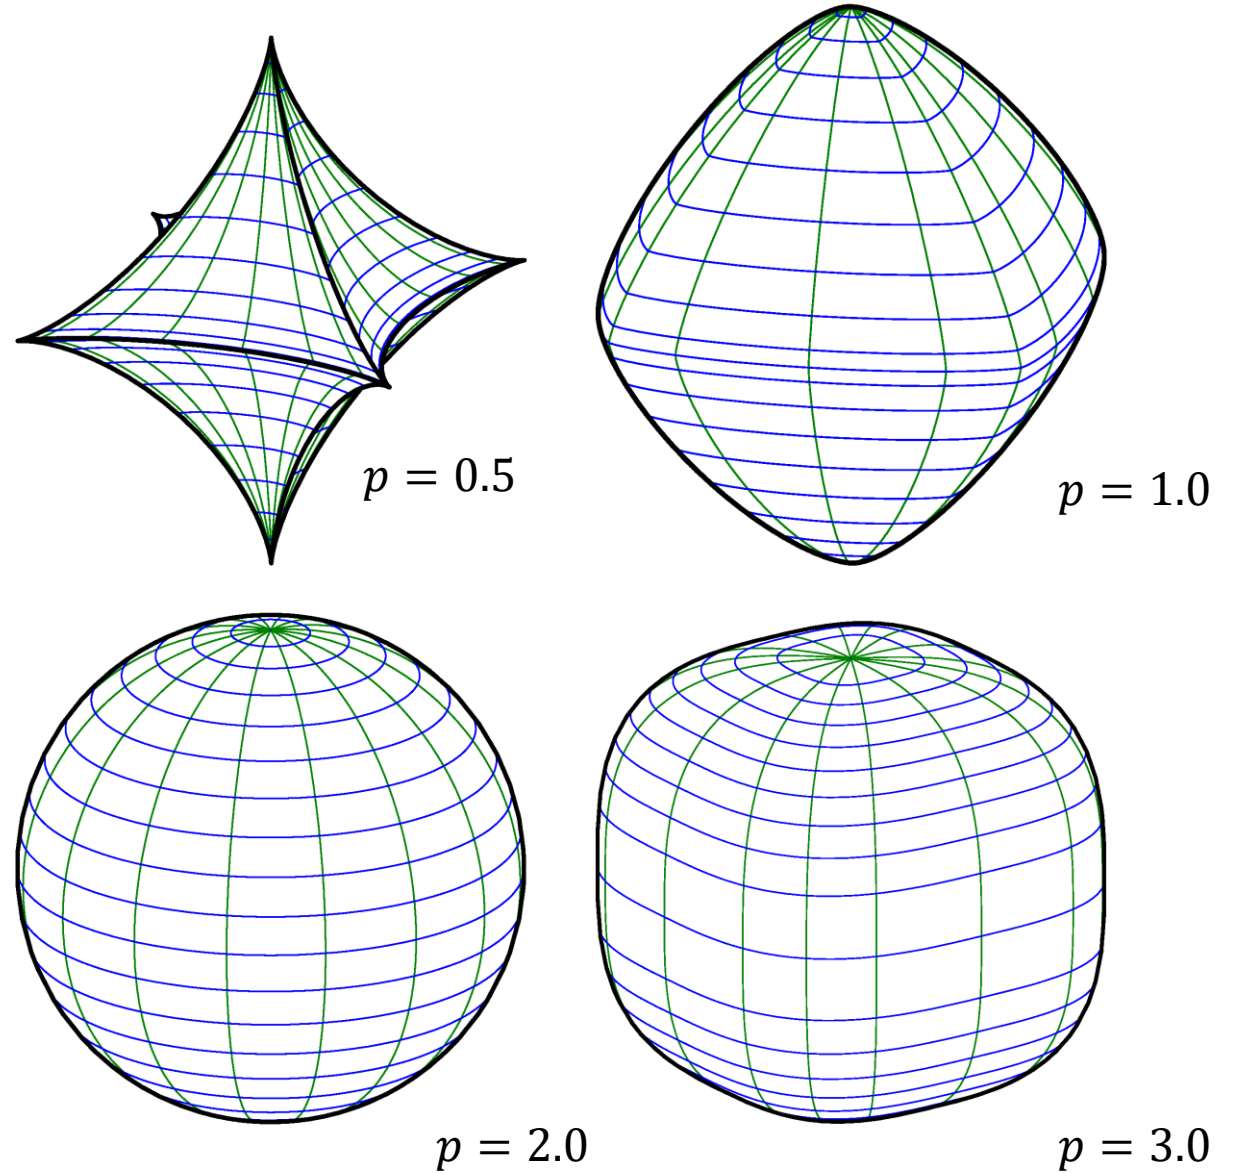 p = 0.5
p = 1.0
p = 2.0
p = 3.0